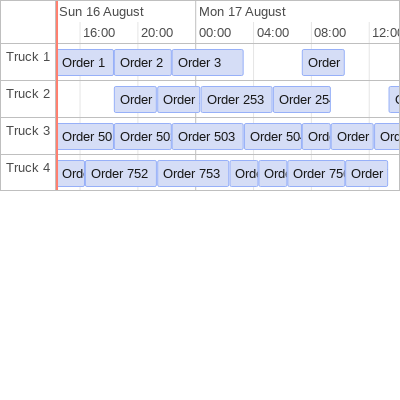 Sun 16 August Mon 17 August
16:00 20:00 00:00 04:00 08:00 12:00
Truck 1 Order 1 Order 2 Order 3 Order
Truck 2 Order Order Order 253 Order 25
Truck 3 Order 50 Order 50 Order 503 Order 50 Ord Order Ord
Truck 4 Ord Order 752 Order 753 Ord Ord Order 75 Order